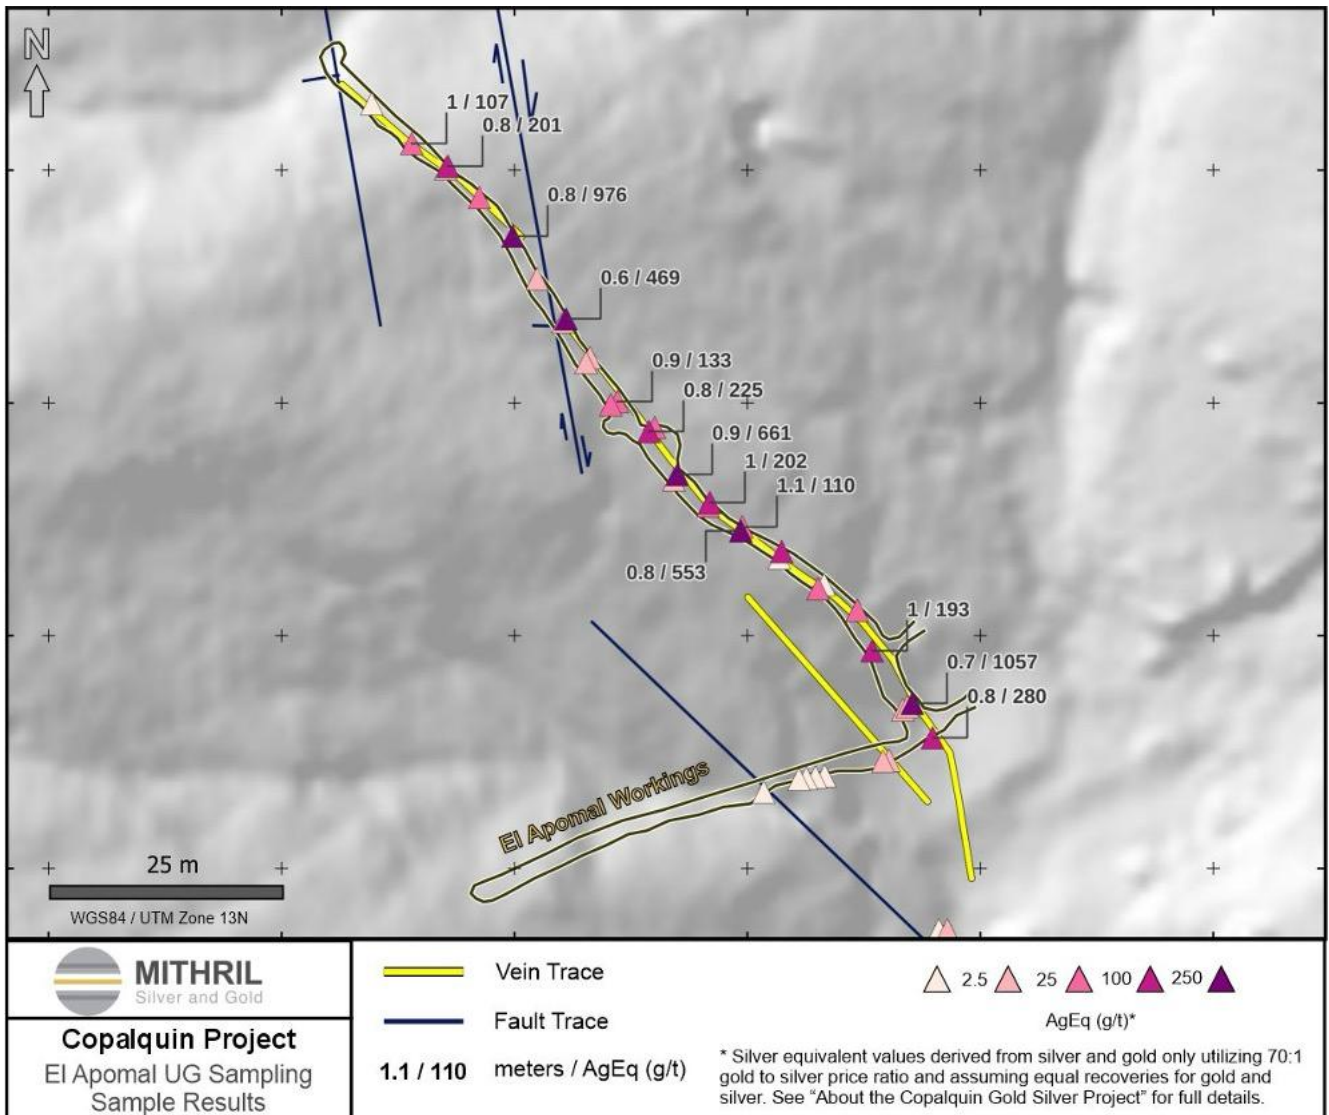 N
1 / 107
0.8 / 201
0.8 / 976
0.6 / 469
0.9 / 133
0.8 / 225
0.9 / 661
1 / 202
1.1 / 110
0.8 / 553
1 / 193
0.7 / 1057
0.8 / 280
El Apomal Workings
25 m
WGS84 / UTM Zone 13N
MITHRIL
Silver and Gold
Copalquin Project
El Apomal UG Sampling
Sample Results
Vein Trace
Fault Trace
1.1 / 110 meters / AgEq (g/t)
2.5 25 100 250
AgEq (g/t)*
* Silver equivalent values derived from silver and gold only utilizing 70:1
gold to silver price ratio and assuming equal recoveries for gold and
silver. See "About the Copalquin Gold Silver Project" for full details.